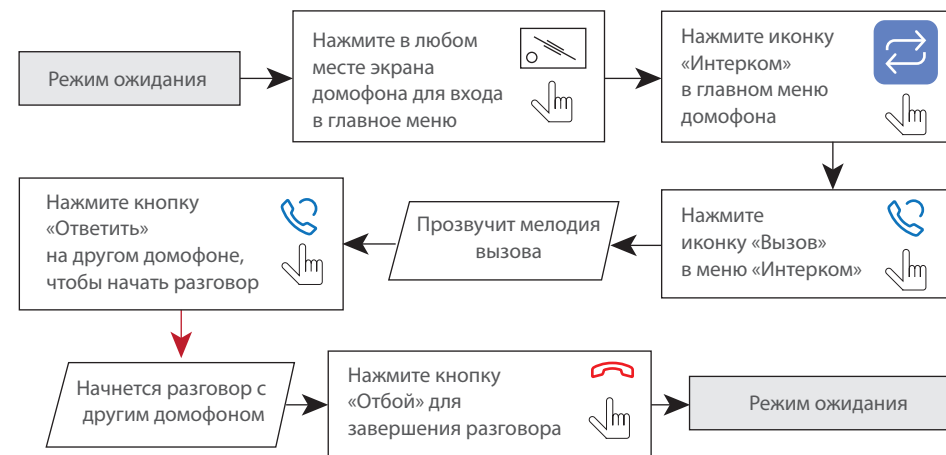 Режим ожидания
Нажмите в любом
месте экрана
домофона для входа
в главное меню
Нажмите иконку
«Интерком»
в главном меню
домофона
Нажмите
иконку «Вызов»
в меню «Интерком»
Прозвучит мелодия
вызова
Нажмите кнопку
«Ответить»
на другом домофоне,
чтобы начать разговор
Начнется разговор с
другим домофоном
Нажмите кнопку
«Отбой» для
завершения разговора
Режим ожидания